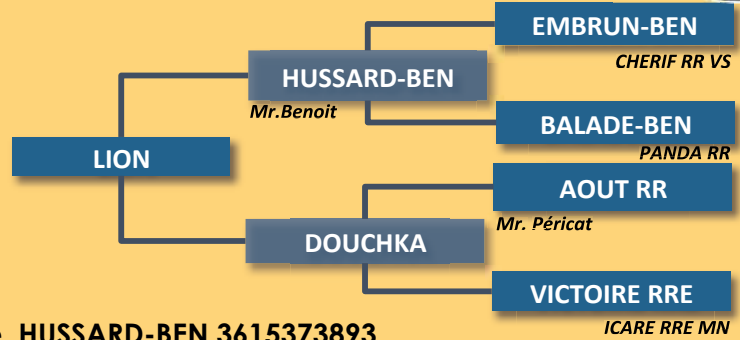 EMBRUN-BEN
CHERIF RR VS
HUSSARD-BEN
Mr.Benoit
BALADE-BEN
PANDA RR
LION
AOUT RR
Mr. Péricat
DOUCHKA
VICTOIRE RRE
ICARE RRE MN
HUSSARD-BEN 3615373893